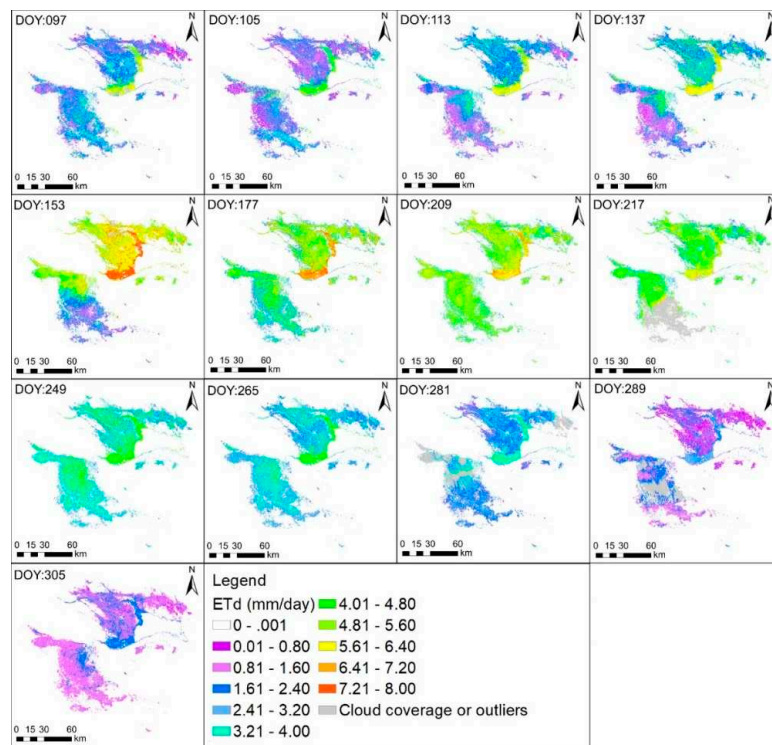 DOY:097
N
0 15 30 60
km
DOY:105
N
0 15 30 60
km
DOY:113
N
0 15 30 60
km
DOY:137
N
0 15 30 60
km
DOY:153
N
0 15 30 60
km
DOY:177
N
0 15 30 60
km
DOY:209
N
0 15 30 60
km
DOY:217
N
0 15 30 60
km
DOY:249
N
0 15 30 60
km
DOY:265
N
0 15 30 60
km
DOY:281
N
0 15 30 60
km
DOY:289
N
0 15 30 60
km
DOY:305
N
0 15 30 60
km
Legend
ETd (mm/day)
0 - .001
0.01 - 0.80
0.81 - 1.60
1.61 - 2.40
2.41 - 3.20
3.21 - 4.00
4.01 - 4.80
4.81 - 5.60
5.61 - 6.40
6.41 - 7.20
7.21 - 8.00
Cloud coverage or outliers